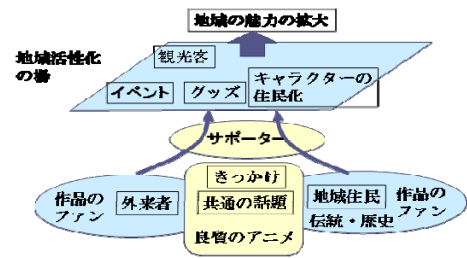 地域の魅力の拡大
地域活性化
の場
観光客
イベント
グッズ
キャラクターの
住民化
サポーター
作品の
ファン
外来者
きっかけ
共通の話題
良質のアニメ
地域住民
伝統・歴史
作品の
ファン